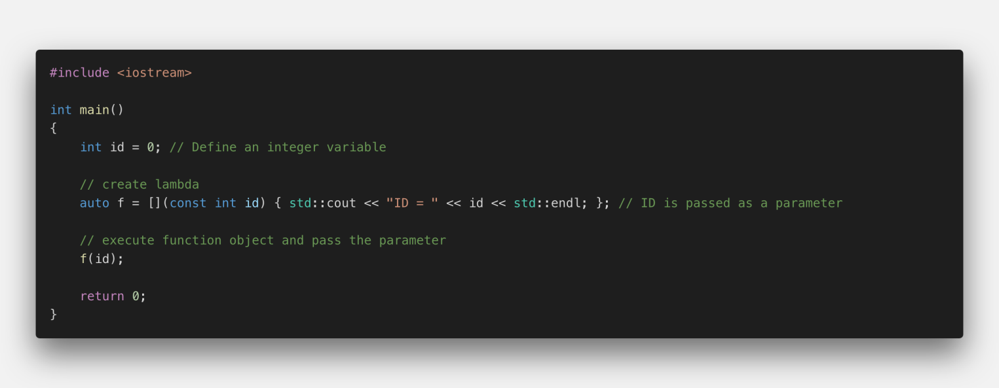 #include <iostream>
int main()
{
    int id = 0; // Define an integer variable
    // create lambda
    auto f = [](const int id) { std::cout << "ID = " << id << std::endl; }; // ID is passed as a parameter
    // execute function object and pass the parameter
    f(id);
    return 0;
}